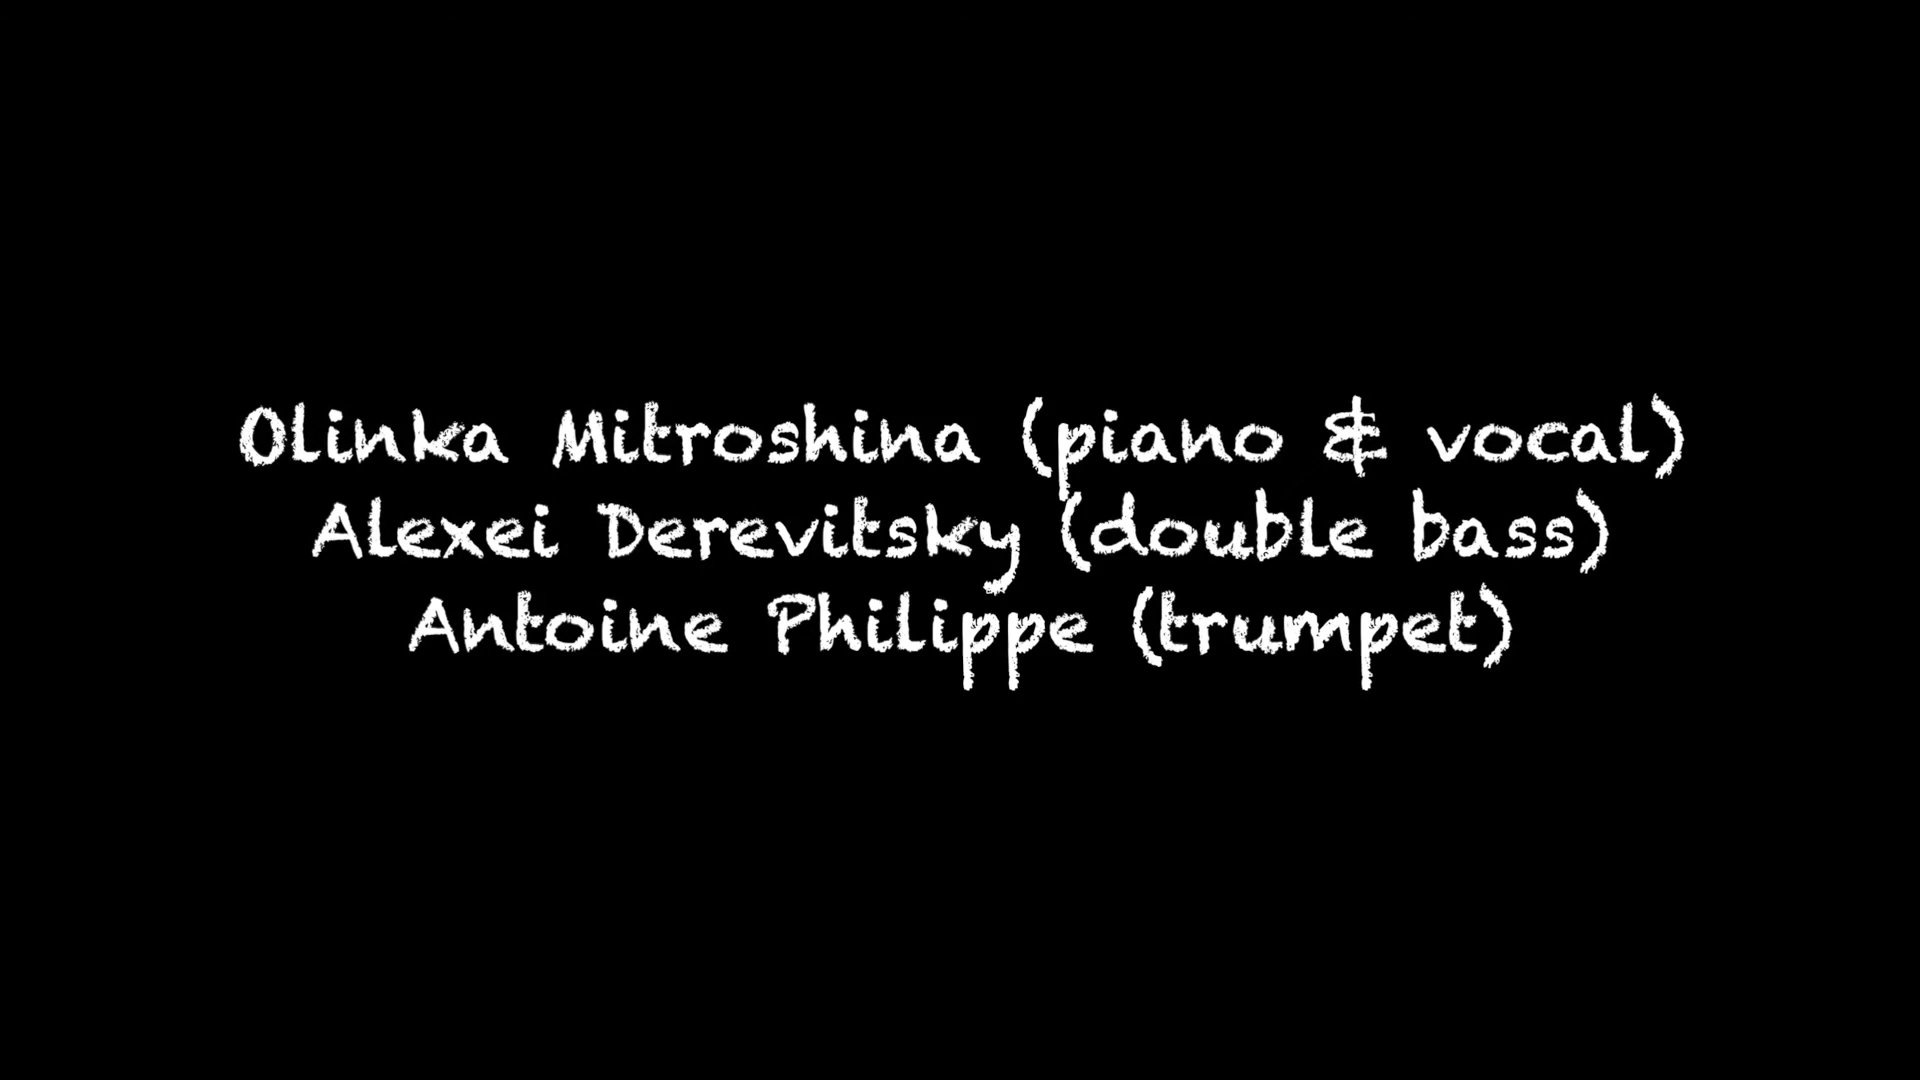 Olinka Mitroshina (piano & vocal)
Alexei Derevitsky (double bass)
Antoine Philippe (trumpet)